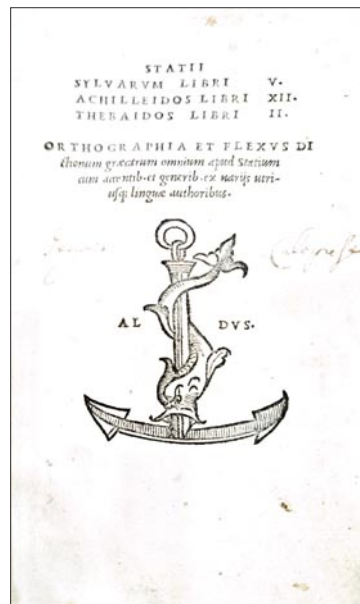 STATII
SYLVARVM LIBRI V.
ACHILLEIDOS LIBRI XII.
THEBAIDOS LIBRI II.
ORTHOGRAPHIA ET FLEXVS DI
ctionum græcarum omnium apud Statium
cum accentib. et generib. ex uarijs utri-
usq; linguæ authoribus.
AL DVS.